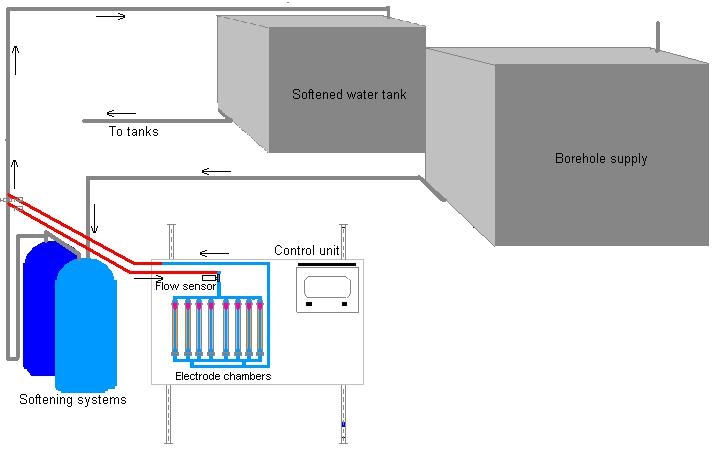 Softened water tank
To tanks
Borehole supply
Control unit
Flow sensor
Electrode chambers
Softening systems